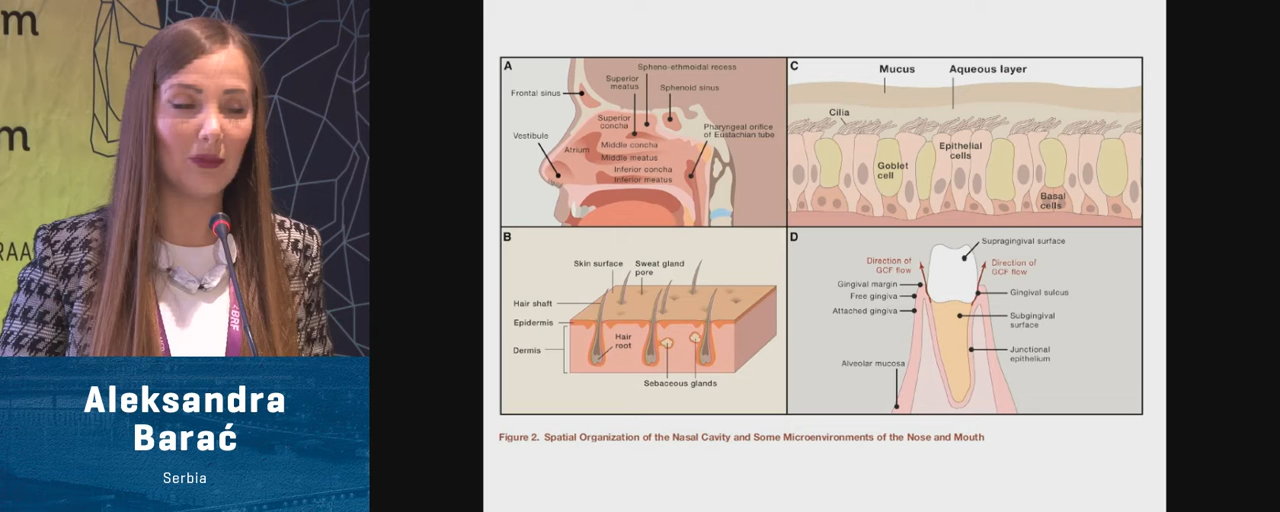 m
m
RAA
BRF
Aleksandra
Barać
Serbia
A
Spheno-ethmoidal recess
Superior
meatus
Sphenoid sinus
Frontal sinus
Superior
concha
Vestibule
Pharyngeal orifice
of Eustachian tube
Atrium
Middle concha
Middle meatus
Inferior concha
Inferior meatus
C
Mucus
Aqueous layer
Cilia
Epithelial
cells
Goblet
cell
Basal
cells
B
Skin surface
Sweat gland
pore
Hair shaft
Epidermis
Hair
root
Dermis
Sebaceous glands
D
Supragingival surface
Direction of
GCF flow
Direction of
GCF flow
Gingival margin
Gingival sulcus
Free gingiva
Attached gingiva
Subgingival
surface
Junctional
epithelium
Alveolar mucosa
Figure 2. Spatial Organization of the Nasal Cavity and Some Microenvironments of the Nose and Mouth